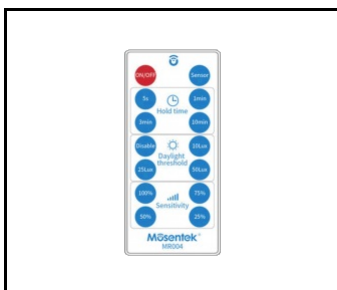 ON/OFF Sensor
5s 1min
Hold time
3min 10min
Disable 10Lux
Daylight
threshold
25Lux 50Lux
100% 75%
Sensitivity
50% 25%
Mosentek
MR004